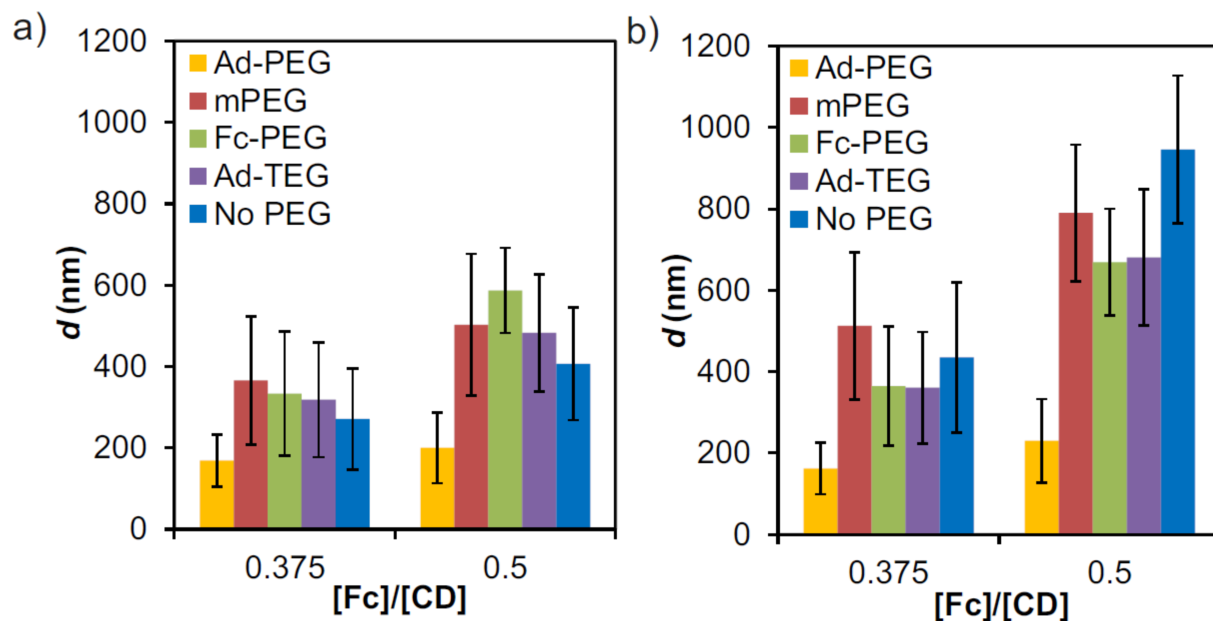 a)
1200
1000
800
600
400
200
0
d (nm)
Ad-PEG
mPEG
Fc-PEG
Ad-TEG
No PEG
0.375 0.5
[Fc]/[CD]
b)
1200
1000
800
600
400
200
0
d (nm)
Ad-PEG
mPEG
Fc-PEG
Ad-TEG
No PEG
0.375 0.5
[Fc]/[CD]